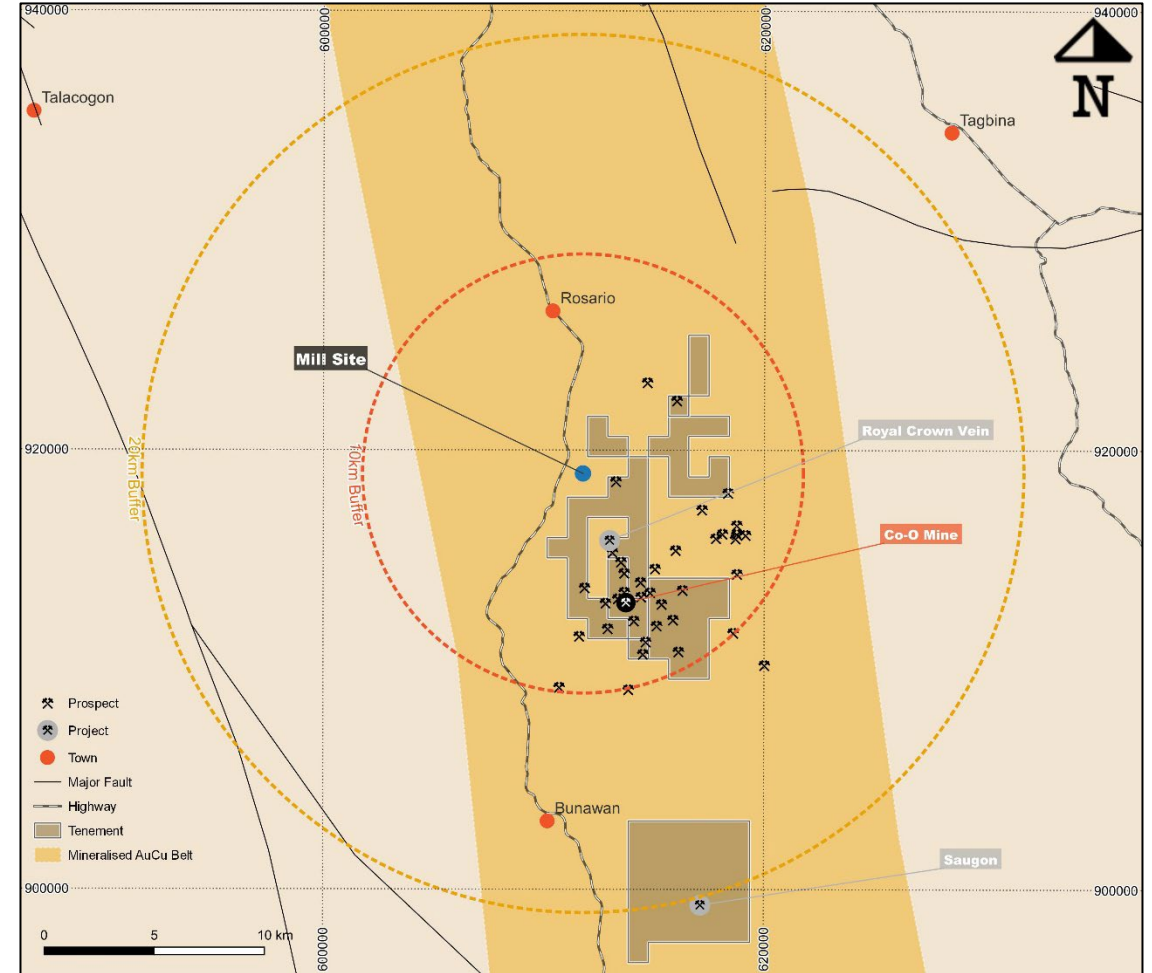 940000
600000
620000
940000
N
Talacogon
Tagbina
Rosario
Mill Site
Royal Crown Vein
920000
920000
20km Buffer
10km Buffer
Co-O Mine
Prospect
Project
Town
Major Fault
Highway
Tenement
Mineralised AuCu Belt
Bunawan
Saugon
900000
900000
0 5 10 km
600000
620000